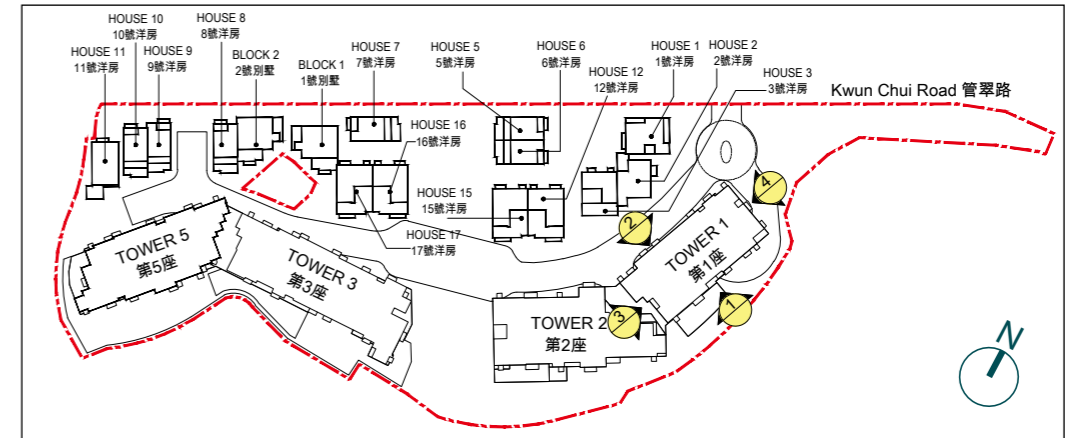 HOUSE 10
10號洋房
HOUSE 8
8號洋房
HOUSE 11
11號洋房
HOUSE 9
9號洋房
BLOCK 2
2號別墅
BLOCK 1
1號別墅
HOUSE 7
7號洋房
HOUSE 5
5號洋房
HOUSE 6
6號洋房
HOUSE 1
1號洋房
HOUSE 2
2號洋房
HOUSE 12
12號洋房
HOUSE 3
3號洋房
Kwun Chui Road 管翠路
HOUSE 16
16號洋房
HOUSE 15
15號洋房
HOUSE 17
17號洋房
TOWER 5
第5座
TOWER 3
第3座
TOWER 2
第2座
TOWER 1
第1座
4
2
1
3
N